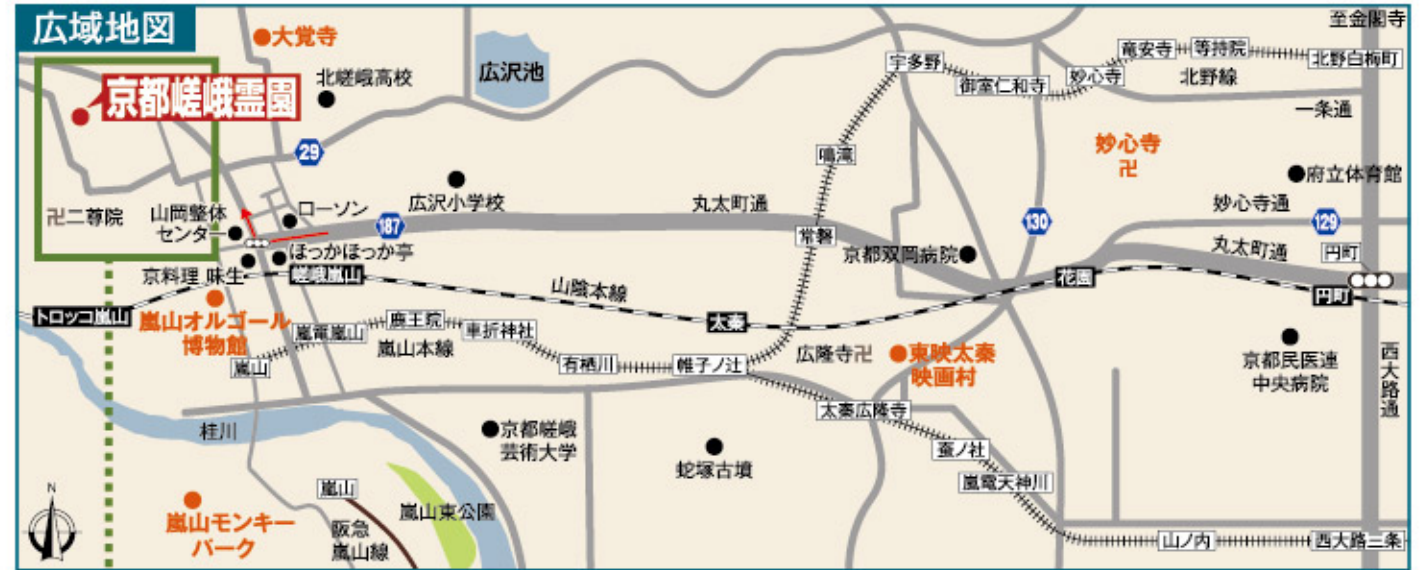 広域地図
至金閣寺
大覚寺
北嵯峨高校
広沢池
宇多野
竜安寺
等持院
北野白梅町
御室仁和寺
妙心寺
北野線
一条通
京都嵯峨霊園
29
鳴滝
妙心寺
卍
府立体育館
卍二尊院
山岡整体
センター
ローソン
187
広沢小学校
丸太町通
常磐
130
妙心寺通
129
京都双岡病院
丸太町通
円町
ほっかほっか亭
京料理 味生
嵯峨嵐山
山陰本線
花園
円町
トロッコ嵐山
嵐山オルゴール
博物館
嵐電嵐山
鹿王院
車折神社
太秦
嵐山
嵐山本線
有栖川
帷子ノ辻
広隆寺卍
東映太秦
映画村
京都民医連
中央病院
西大路通
太秦広隆寺
桂川
京都嵯峨
芸術大学
蛇塚古墳
蚕ノ社
嵐電天神川
嵐山
嵐山東公園
N
嵐山モンキー
パーク
阪急
嵐山線
山ノ内
西大路三条